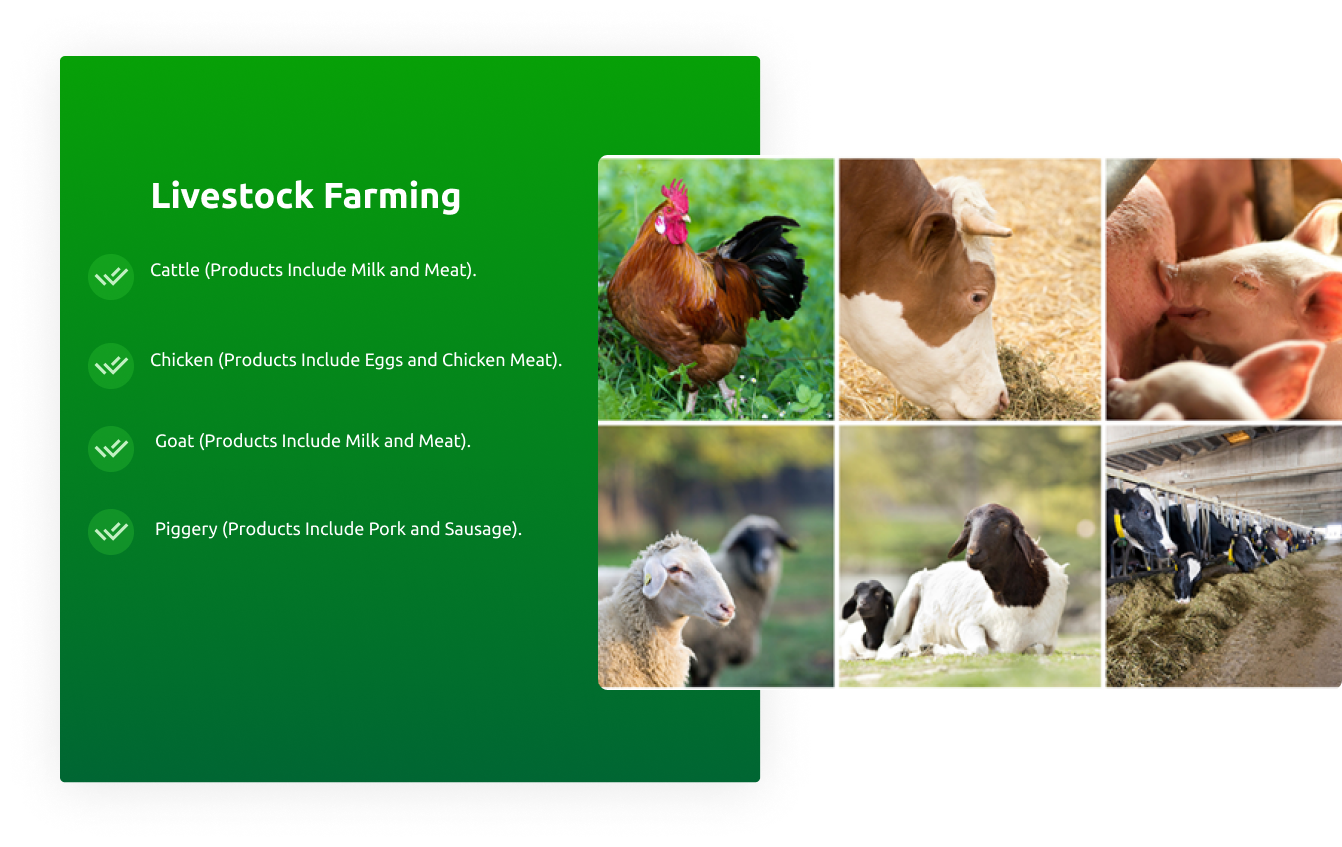 Livestock Farming
Cattle (Products Include Milk and Meat).
Chicken (Products Include Eggs and Chicken Meat).
Goat (Products Include Milk and Meat).
Piggery (Products Include Pork and Sausage).